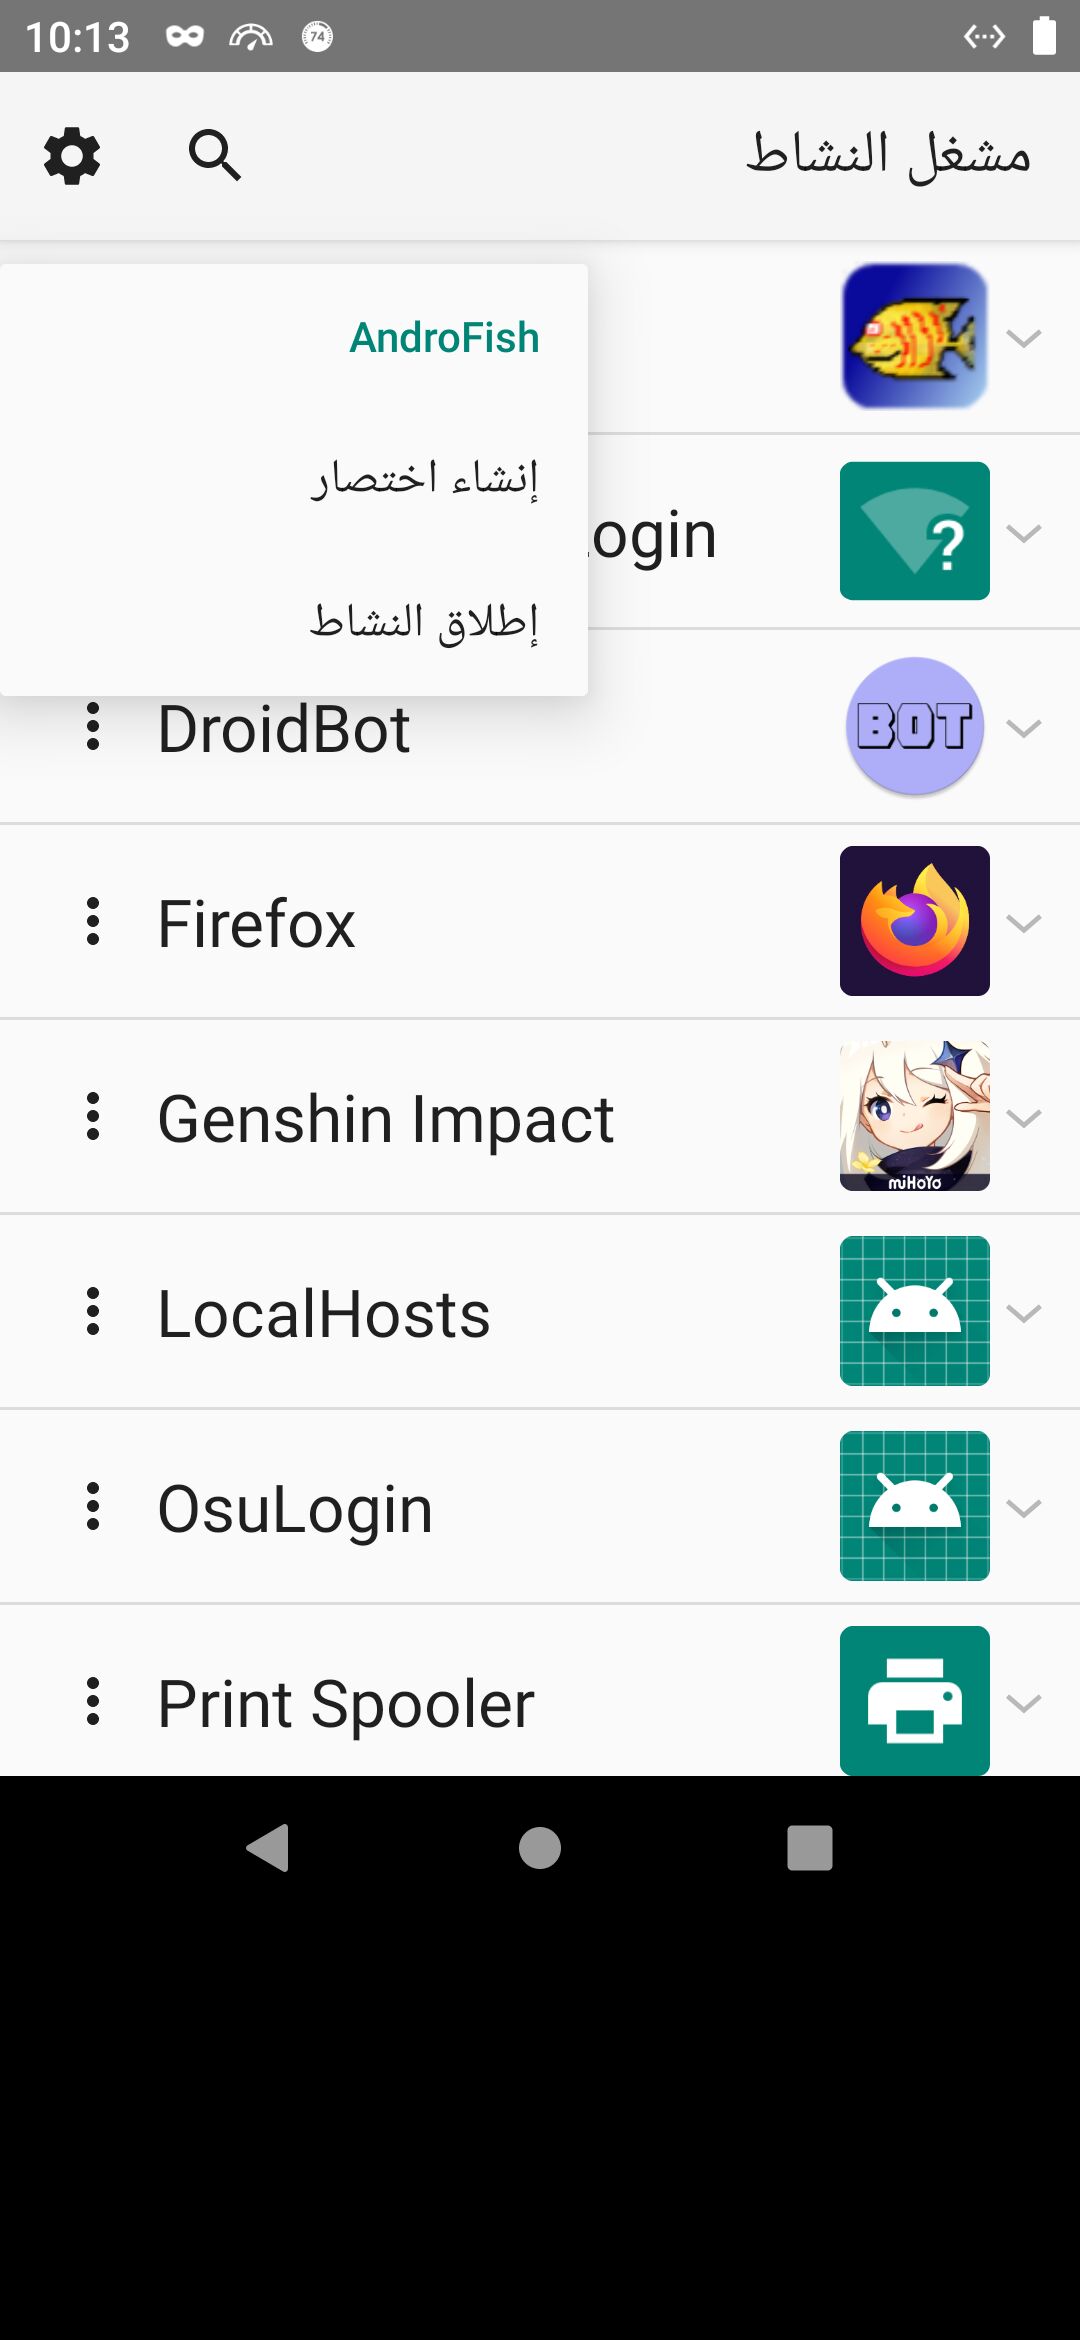 10:13
74
مشغل النشاط
AndroFish
إنشاء اختصار
ogin
إطلاق النشاط
DroidBot
BOT
Firefox
Genshin Impact
miHoYo
LocalHosts
OsuLogin
Print Spooler